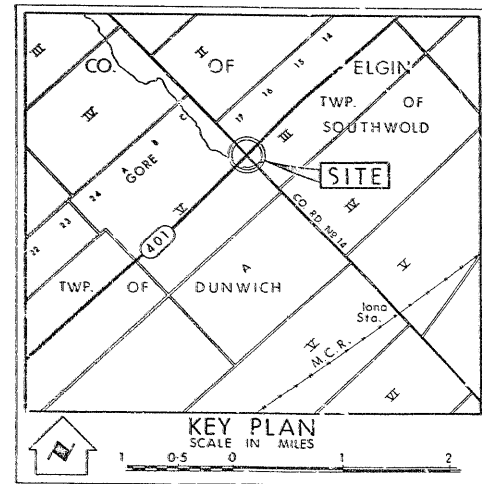 III
CO.
II
OF
14
15
16
17
ELGIN
TWP. OF
SOUTHWOLD
IV
C
III
B
A
GORE
SITE
24
23
22
V
401
CO. RD. Nº 14
IV
TWP. OF DUNWICH
A
V
Iona
Sta.
V
M.C.R.
VI
KEY PLAN
SCALE IN MILES
1 0·5 0 1 2
N